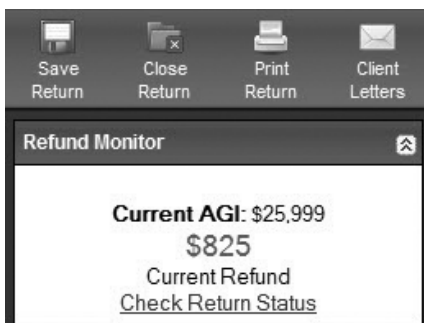 Save Return
Close Return
Print Return
Client Letters
Refund Monitor
Current AGI: $25,999
$825
Current Refund
Check Return Status